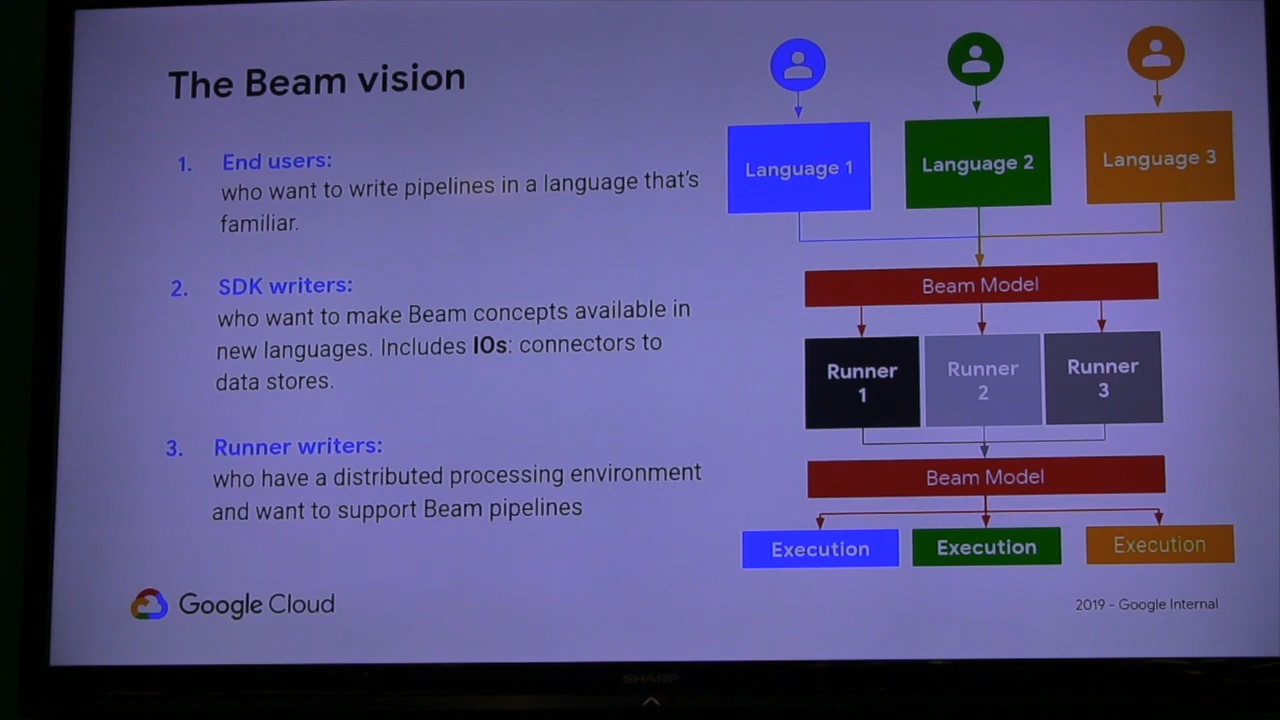 The Beam vision
1. End users:
who want to write pipelines in a language that's
familiar.
2. SDK writers:
who want to make Beam concepts available in
new languages. Includes IOs: connectors to
data stores.
3. Runner writers:
who have a distributed processing environment
and want to support Beam pipelines
Language 1
Language 2
Language 3
Beam Model
Runner
1
Runner
2
Runner
3
Beam Model
Execution
Execution
Execution
Google Cloud
2019 - Google Internal
SHARP